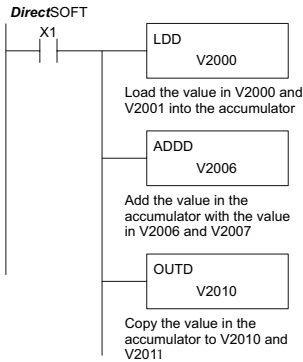 DirectSOFT
X1
LDD
V2000
Load the value in V2000 and
V2001 into the accumulator
ADDD
V2006
Add the value in the
accumulator with the value
in V2006 and V2007
OUTD
V2010
Copy the value in the
accumulator to V2010 and
V2011